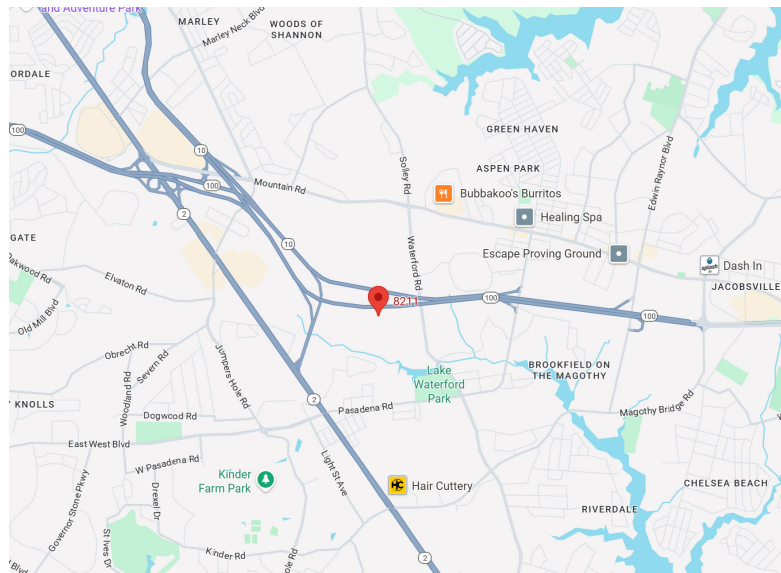 and Adventure Park
MARLEY
Marley Neck Blvd
WOODS OF
SHANNON
ORDALE
100
10
GREEN HAVEN
Solley Rd
Edwin Raynor Blvd
ASPEN PARK
100
Mountain Rd
Bubbakoo's Burritos
2
Healing Spa
GATE
10
Waterford Rd
Escape Proving Ground
Dash In
Oakwood Rd
Elvaton Rd
JACOBSVILLE
Old Mill Blvd
8211
100
100
Obrecht Rd
Severn Rd
Jumpers Hole Rd
Lake
Waterford
Park
BROOKFIELD ON
THE MAGOTHY
Woodland Rd
2
Y KNOLLS
Dogwood Rd
Pasadena Rd
Magothy Bridge Rd
East West Blvd
W Pasadena Rd
Light St Ave
Kinder
Farm Park
Hair Cuttery
CHELSEA BEACH
Governor Stone Pkwy
Drexel Dr
RIVERDALE
St Ives Dr
Kinder Rd
ole Rd
2
w Blvd